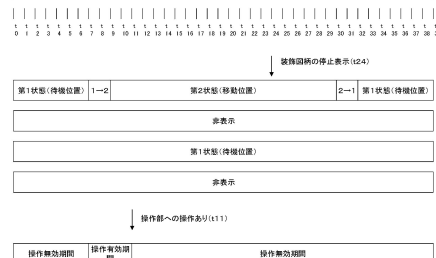 t t t t t t t t t t t t t t t t t t t t t t t t t t t t t t t t t t t t t t t
0 1 2 3 4 5 6 7 8 9 10 11 12 13 14 15 16 17 18 19 20 21 22 23 24 25 26 27 28 29 30 31 32 33 34 35 36 37 38
装飾図柄の停止表示(t24)
第1状態(待機位置) 1→2 第2状態(移動位置) 2→1 第1状態(待機位置)
非表示
第1状態(待機位置)
非表示
操作部への操作あり(t11)
操作無効期間 操作有効期間 操作無効期間